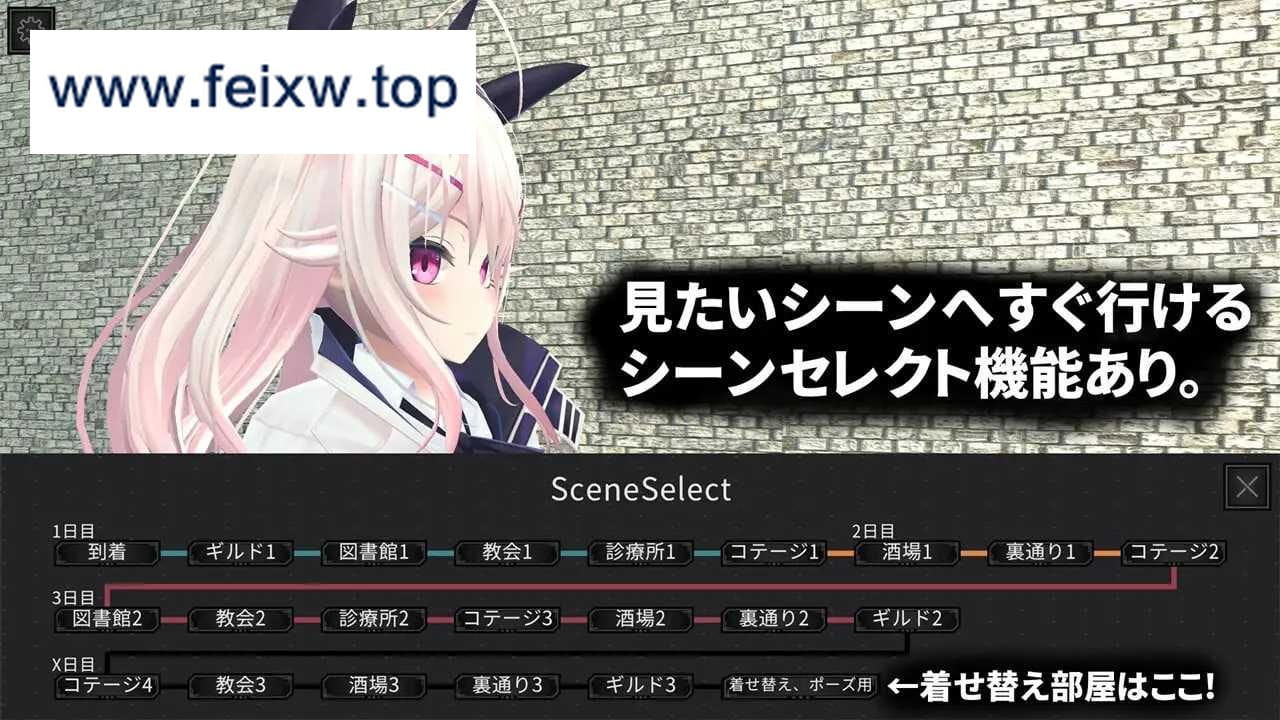 www.feixw.top
見たいシーンへすぐ行ける
シーンセレクト機能あり。
SceneSelect
1日目
2日目
到着 ギルド1 図書館1 教会1 診療所1 コテージ1 酒場1 裏通り1 コテージ2
3日目
図書館2 教会2 診療所2 コテージ3 酒場2 裏通り2 ギルド2
X日目
コテージ4 教会3 酒場3 裏通り3 ギルド3 着せ替え、ポーズ用 ←着せ替え部屋はここ!